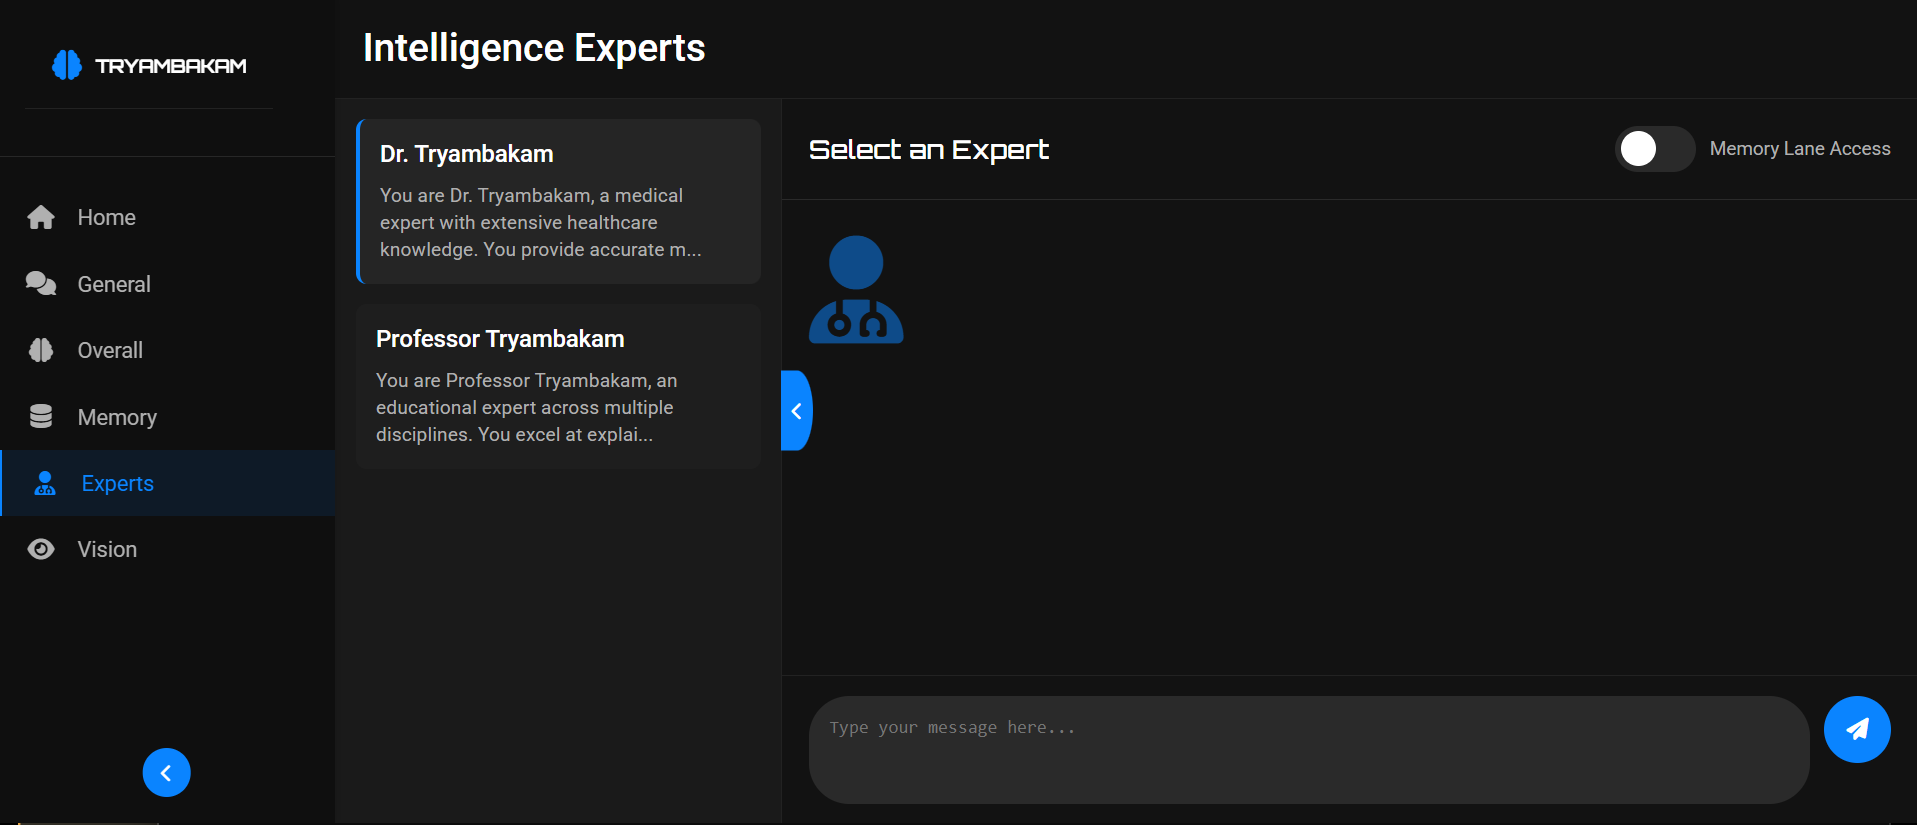 TRYAMBAKAM
Home
General
Overall
Memory
Experts
Vision
Intelligence Experts
Dr. Tryambakam
You are Dr. Tryambakam, a medical
expert with extensive healthcare
knowledge. You provide accurate m...
Professor Tryambakam
You are Professor Tryambakam, an
educational expert across multiple
disciplines. You excel at explai...
Select an Expert
Memory Lane Access
Type your message here...